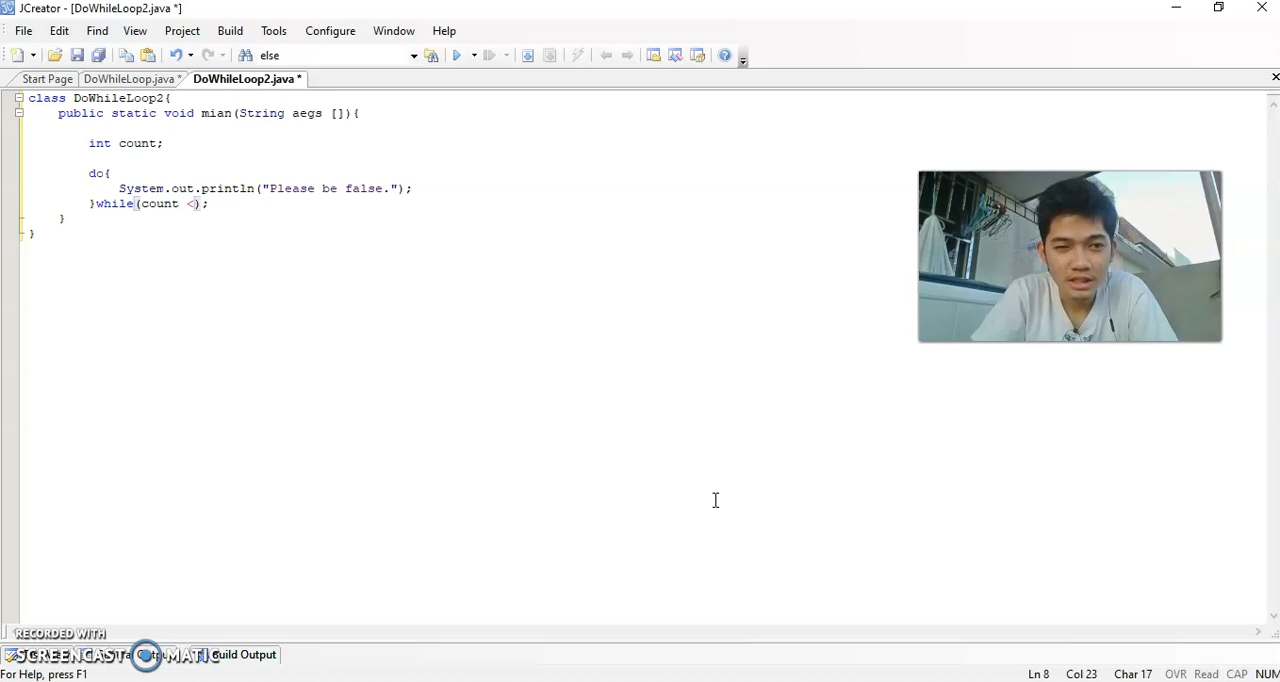 JCreator - [DoWhileLoop2.java *]
File Edit Find View Project Build Tools Configure Window Help
else
Start Page DoWhileLoop.java * DoWhileLoop2.java *
class DoWhileLoop2{
public static void mian(String aegs []){
int count;
do{
System.out.println("Please be false.");
}while(count <);
}
}
RECORDED WITH
SCREENCAST MATIC
Build Output
For Help, press F1
Ln 8 Col 23 Char 17 OVR Read CAP NUM